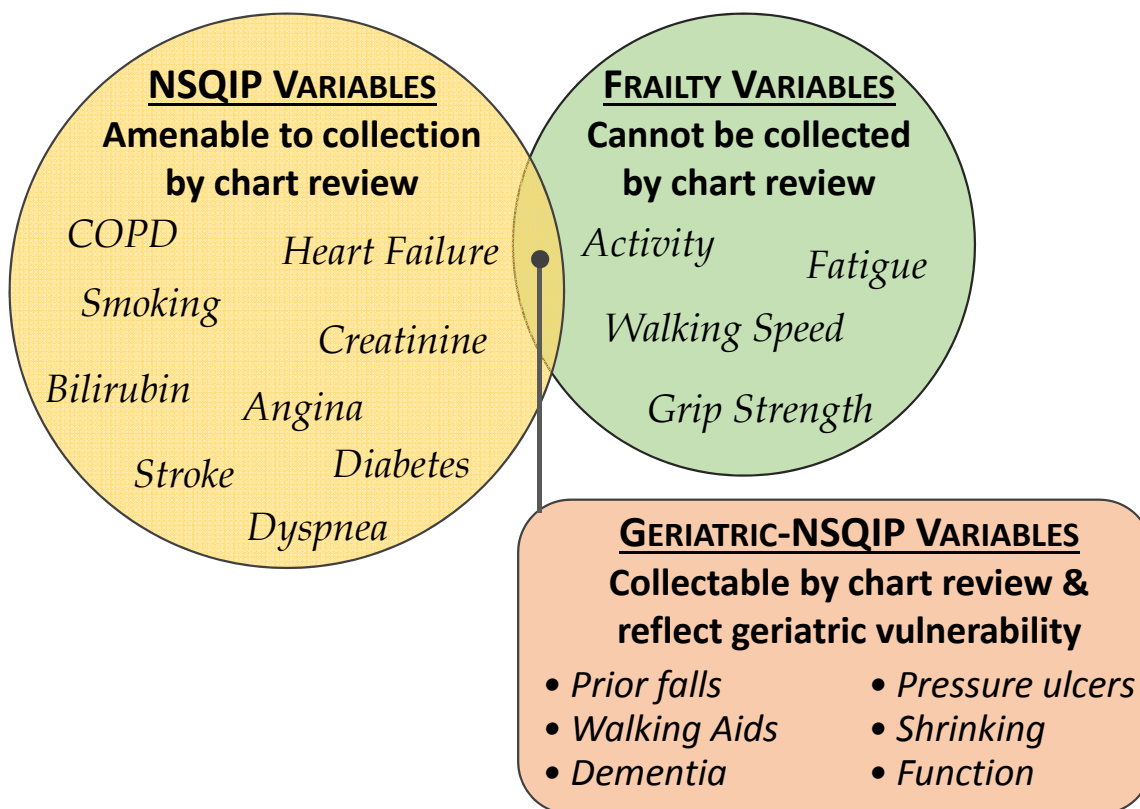 NSQIP VARIABLES
Amenable to collection
by chart review
COPD
Heart Failure
Smoking
Creatinine
Bilirubin
Angina
Stroke
Diabetes
Dyspnea
FRAILTY VARIABLES
Cannot be collected
by chart review
Activity
Fatigue
Walking Speed
Grip Strength
GERIATRIC-NSQIP VARIABLES
Collectable by chart review &
reflect geriatric vulnerability
• Prior falls
• Walking Aids
• Dementia
• Pressure ulcers
• Shrinking
• Function